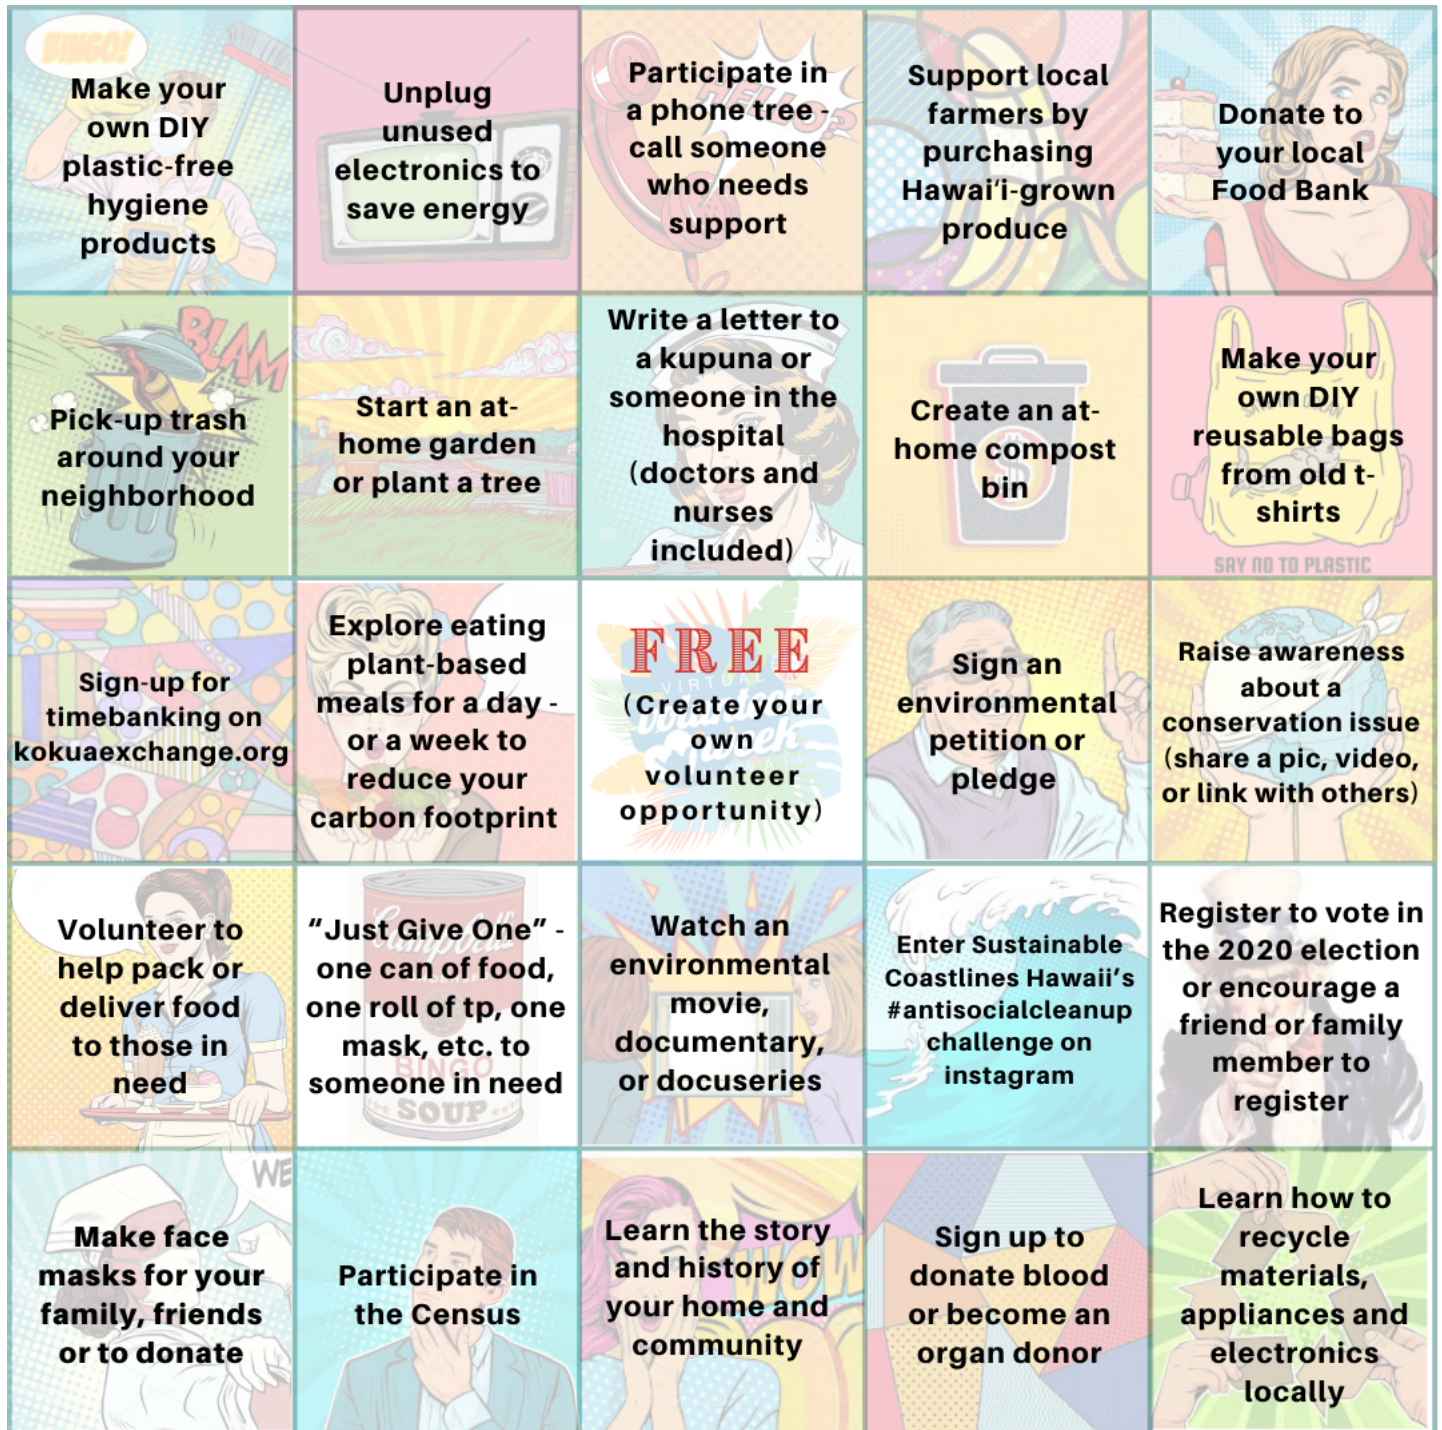 BINGO!
Make your
own DIY
plastic-free
hygiene
products
Unplug
unused
electronics to
save energy
HELLO?
Participate in
a phone tree -
call someone
who needs
support
Support local
farmers by
purchasing
Hawai‘i-grown
produce
Donate to
your local
Food Bank
BLAM
Pick-up trash
around your
neighborhood
Start an at-
home garden
or plant a tree
Write a letter to
a kupuna or
someone in the
hospital
(doctors and
nurses
included)
Create an at-
home compost
bin
$
Make your
own DIY
reusable bags
from old t-
shirts
SAY NO TO PLASTIC
Sign-up for
timebanking on
kokuaexchange.org
Explore eating
plant-based
meals for a day -
or a week to
reduce your
carbon footprint
FREE
VIRTUAL
volunteer
week
(Create your
own
volunteer
opportunity)
Sign an
environmental
petition or
pledge
Raise awareness
about a
conservation issue
(share a pic, video,
or link with others)
Volunteer to
help pack or
deliver food
to those in
need
“Just Give One” -
one can of food,
one roll of tp, one
mask, etc. to
someone in need
Campbell's
BINGO
SOUP
Watch an
environmental
movie,
documentary,
or docuseries
Enter Sustainable
Coastlines Hawaii’s
#antisocialcleanup
challenge on
instagram
Register to vote in
the 2020 election
or encourage a
friend or family
member to
register
WE
Make face
masks for your
family, friends
or to donate
Participate in
the Census
WOW
Learn the story
and history of
your home and
community
Sign up to
donate blood
or become an
organ donor
Learn how to
recycle
materials,
appliances and
electronics
locally